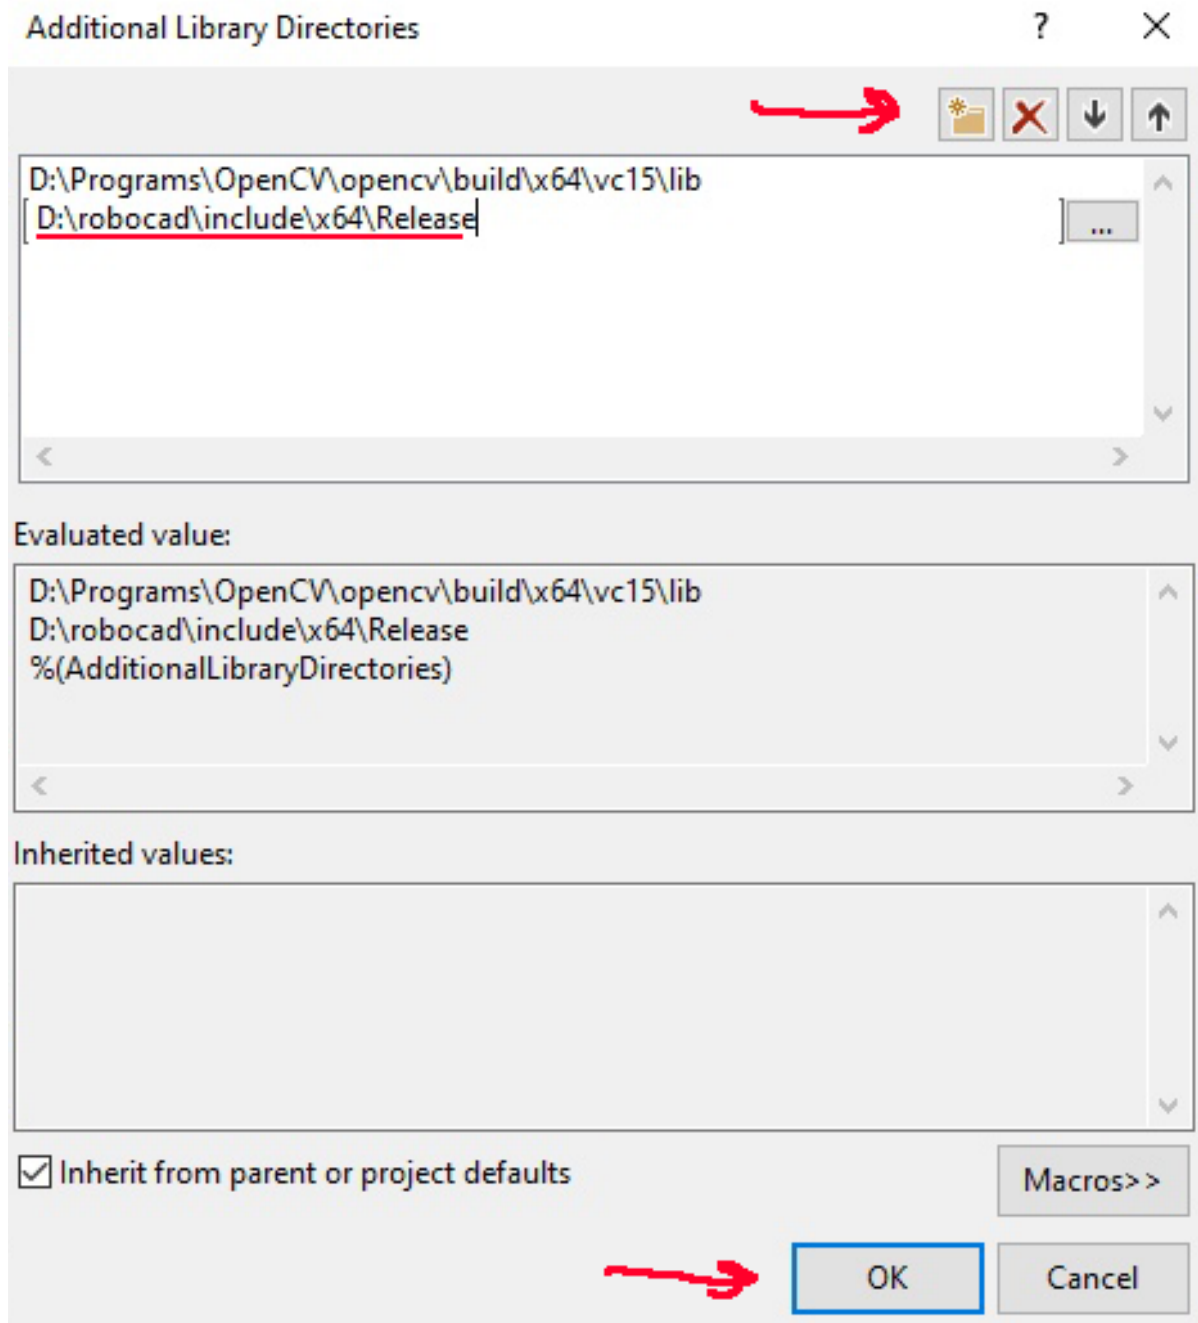 Additional Library Directories ?
D:\Programs\OpenCV\opencv\build\x64\vc15\lib
D:\robocad\include\x64\Release
...
Evaluated value:
D:\Programs\OpenCV\opencv\build\x64\vc15\lib
D:\robocad\include\x64\Release
%(AdditionalLibraryDirectories)
Inherited values:
Inherit from parent or project defaults
Macros>>
OK Cancel